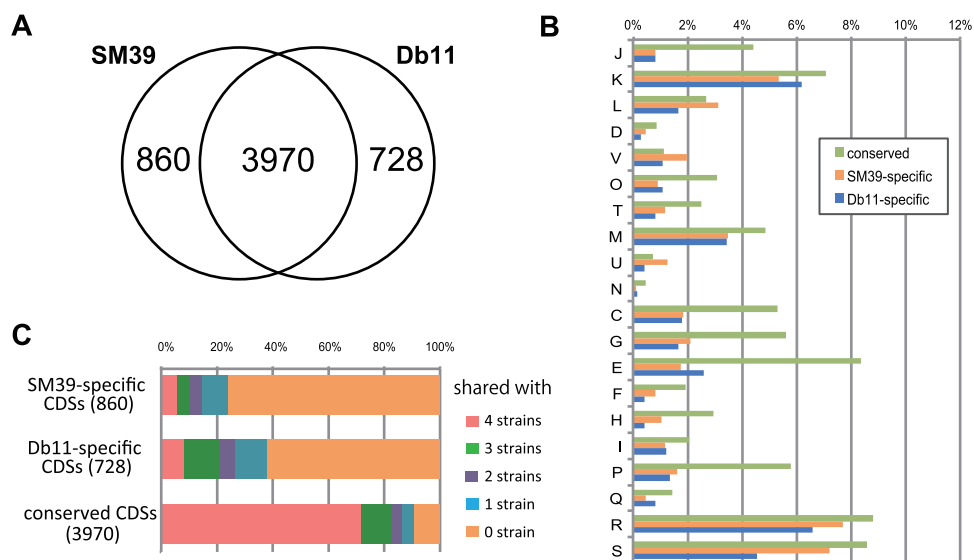 A
SM39
Db11
860
3970
728
B
0%
2%
4%
6%
8%
10%
12%
J
K
L
D
V
O
T
M
U
N
C
G
E
F
H
I
P
Q
R
S
conserved
SM39-specific
Db11-specific
C
0%
20%
40%
60%
80%
100%
SM39-specific
CDSs (860)
Db11-specific
CDSs (728)
conserved CDSs
(3970)
shared with
4 strains
3 strains
2 strains
1 strain
0 strain